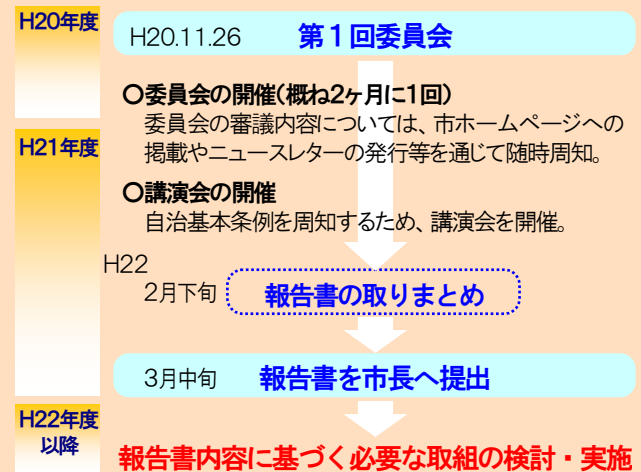 H20年度
H20.11.26 第１回委員会
○委員会の開催(概ね2ヶ月に1回)
委員会の審議内容については、市ホームページへの
掲載やニュースレターの発行等を通じて随時周知。
H21年度
○講演会の開催
自治基本条例を周知するため、講演会を開催。
H22
2月下旬 報告書の取りまとめ
3月中旬 報告書を市長へ提出
H22年度
以降
報告書内容に基づく必要な取組の検討・実施